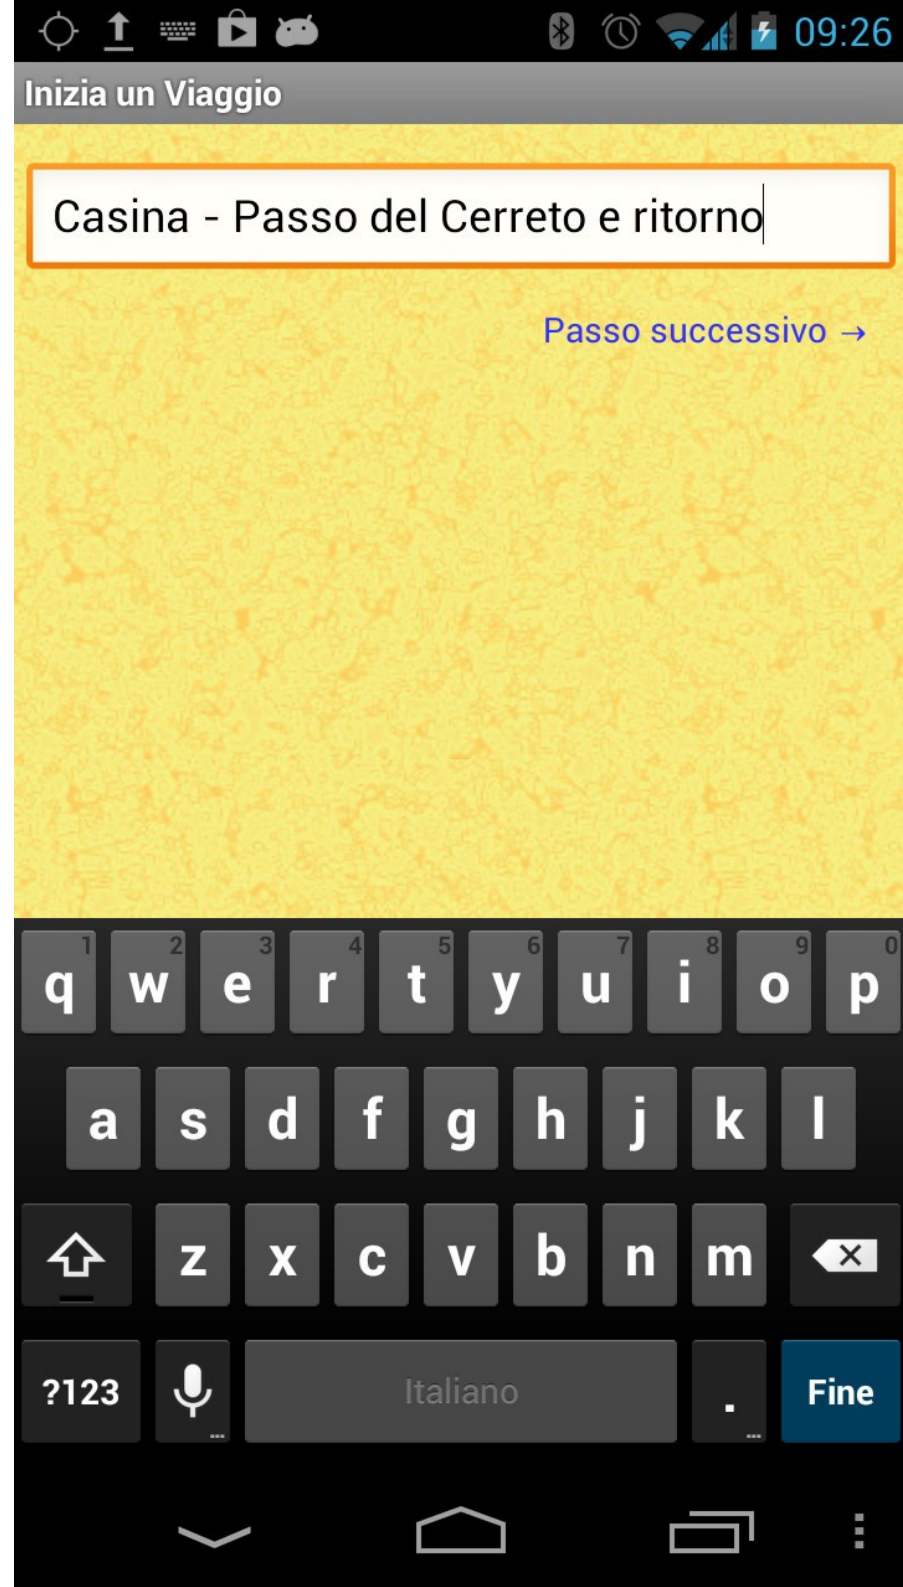 09:26
Inizia un Viaggio
Casina - Passo del Cerreto e ritorno
Passo successivo →
1 2 3 4 5 6 7 8 9 0
q w e r t y u i o p
a s d f g h j k l
z x c v b n m
?123 Italiano . Fine